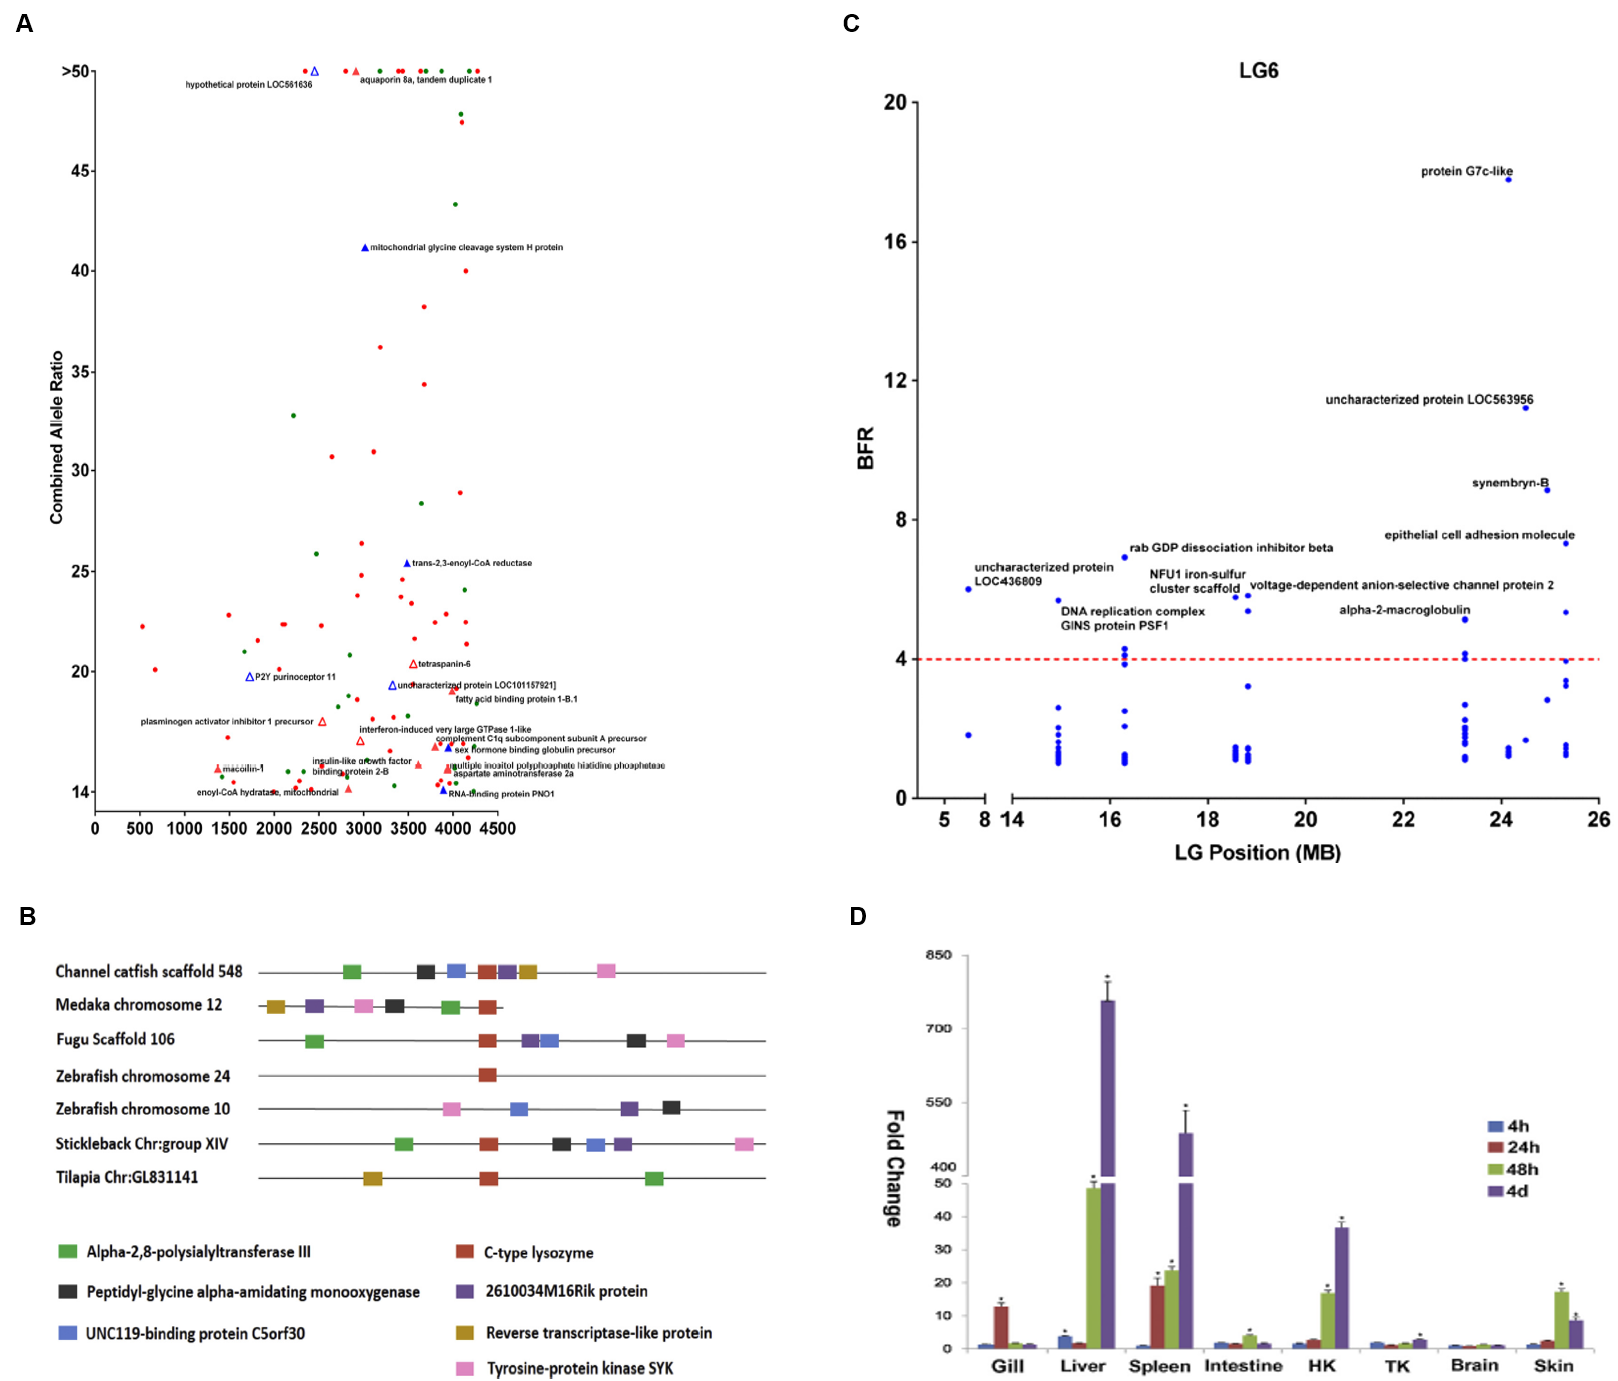 A
>50
hypothetical protein LOC561636
aquaporin 8a, tandem duplicate 1
45
mitochondrial glycine cleavage system H protein
40
35
Combined Allele Ratio
30
25
trans-2,3-enoyl-CoA reductase
20
tetraspanin-6
P2Y purinoceptor 11
uncharacterized protein LOC101157921]
fatty acid binding protein 1-B.1
plasminogen activator inhibitor 1 precursor
interferon-induced very large GTPase 1-like
complement C1q subcomponent subunit A precursor
sex hormone binding globulin precursor
insulin-like growth factor
binding protein 2-B
macoilin-1
multiple inositol polyphosphate histidine phosphetase
aspartate aminotransferase 2a
enoyl-CoA hydratase, mitochondrial
RNA-binding protein PNO1
14
0 500 1000 1500 2000 2500 3000 3500 4000 4500
C
LG6
20
protein G7c-like
16
12
uncharacterized protein LOC563956
BFR
synembryn-B
8
epithelial cell adhesion molecule
rab GDP dissociation inhibitor beta
uncharacterized protein
LOC436809
NFU1 iron-sulfur
cluster scaffold
voltage-dependent anion-selective channel protein 2
DNA replication complex
GINS protein PSF1
alpha-2-macroglobulin
4
0
5 8 14 16 18 20 22 24 26
LG Position (MB)
B
Channel catfish scaffold 548
Medaka chromosome 12
Fugu Scaffold 106
Zebrafish chromosome 24
Zebrafish chromosome 10
Stickleback Chr:group XIV
Tilapia Chr:GL831141
Alpha-2,8-polysialyltransferase III
C-type lysozyme
Peptidyl-glycine alpha-amidating monooxygenase
2610034M16Rik protein
UNC119-binding protein C5orf30
Reverse transcriptase-like protein
Tyrosine-protein kinase SYK
D
850
700
550
400
50
40
30
20
10
0
Fold Change
4h
24h
48h
4d
* * * * * * * * * * * * *
Gill Liver Spleen Intestine HK TK Brain Skin